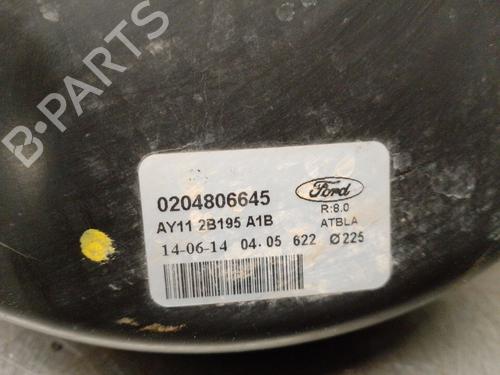 B-PARTS
0204806645
Ford
AY11 2B195 A1B
R:8.0
ATBLA
14-06-14 04.05 622 Ø225